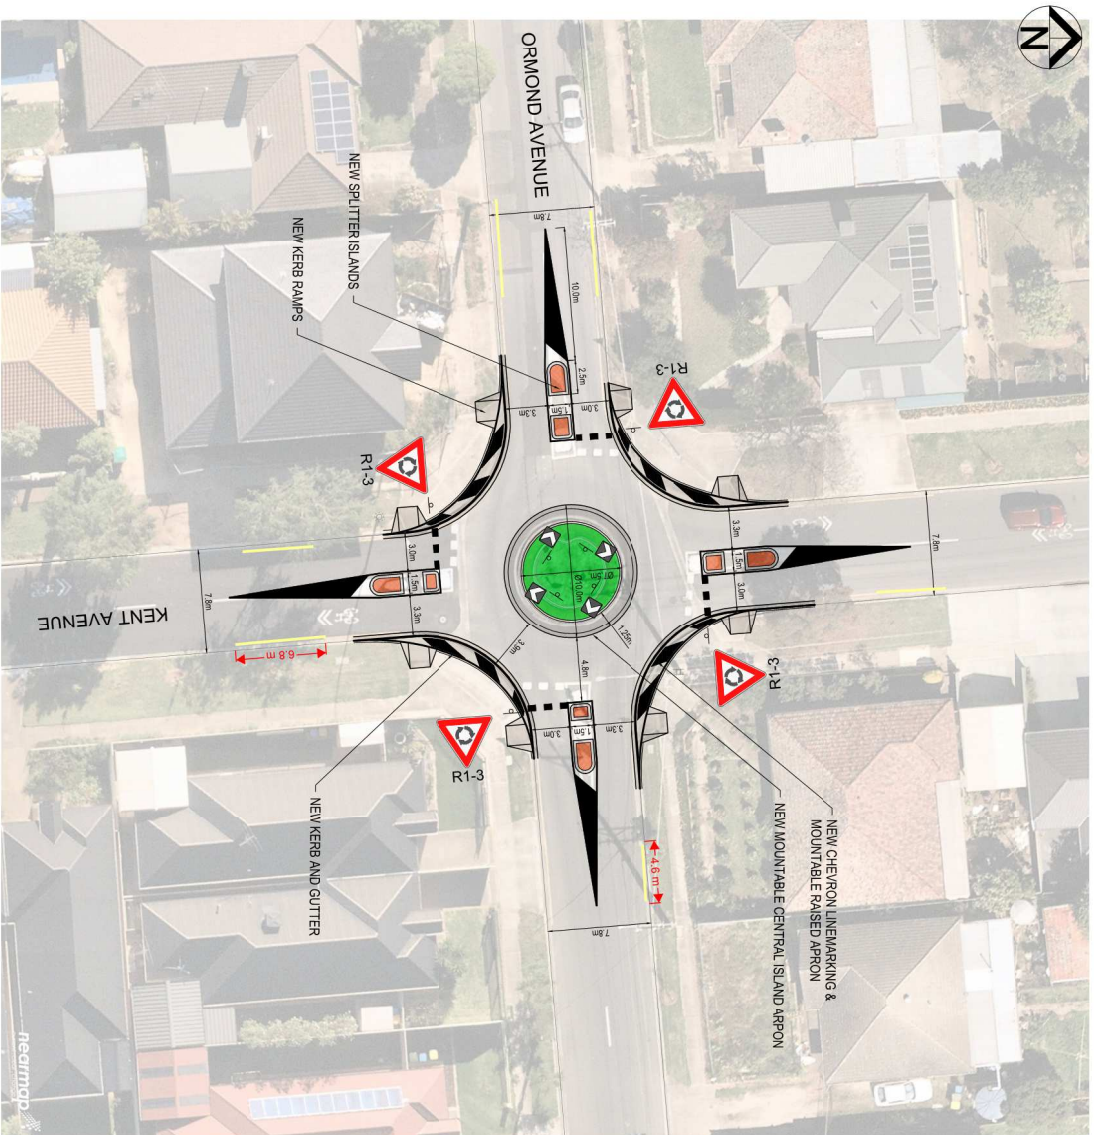 N
ORMOND AVENUE
NEW SPLITTER ISLANDS
NEW KERB RAMPS
7.8m
10.0m
2.5m
3.3m
1.5m
3.0m
R1-3
R1-3
3.3m
1.5m
3.0m
7.8m
3.0m
1.5m
3.3m
7.8m
KENT AVENUE
6.8 m
Ø7.5m
Ø10.0m
1.25m
3.9m
4.8m
R1-3
R1-3
3.0m
1.5m
3.3m
4.6 m
7.8m
NEW KERB AND GUTTER
NEW CHEVRON LINEMARKING &
MOUNTABLE RAISED APRON
NEW MOUNTABLE CENTRAL ISLAND ARPON
nearmap